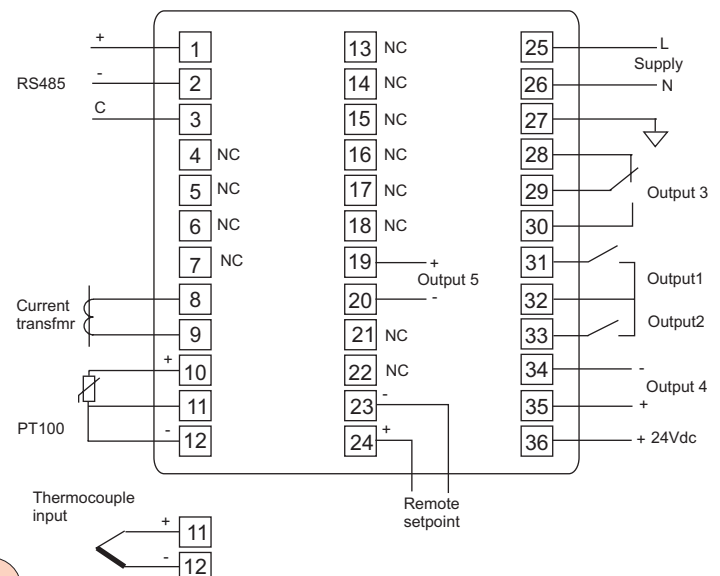 + 1 13 NC 25 L
Supply
RS485 - 2 14 NC 26 N
C 3 15 NC 27
4 NC 16 NC 28
5 NC 17 NC 29 Output 3
6 NC 18 NC 30
7 NC 19 + 31
Output 5 Output1
Current transfmr 8 20 - 32
9 21 NC 33 Output2
+ 10 22 NC 34 -
Output 4
PT100 11 23 - 35 +
- 12 24 + 36 + 24Vdc
Thermocouple
input
Remote
setpoint
+ 11
- 12